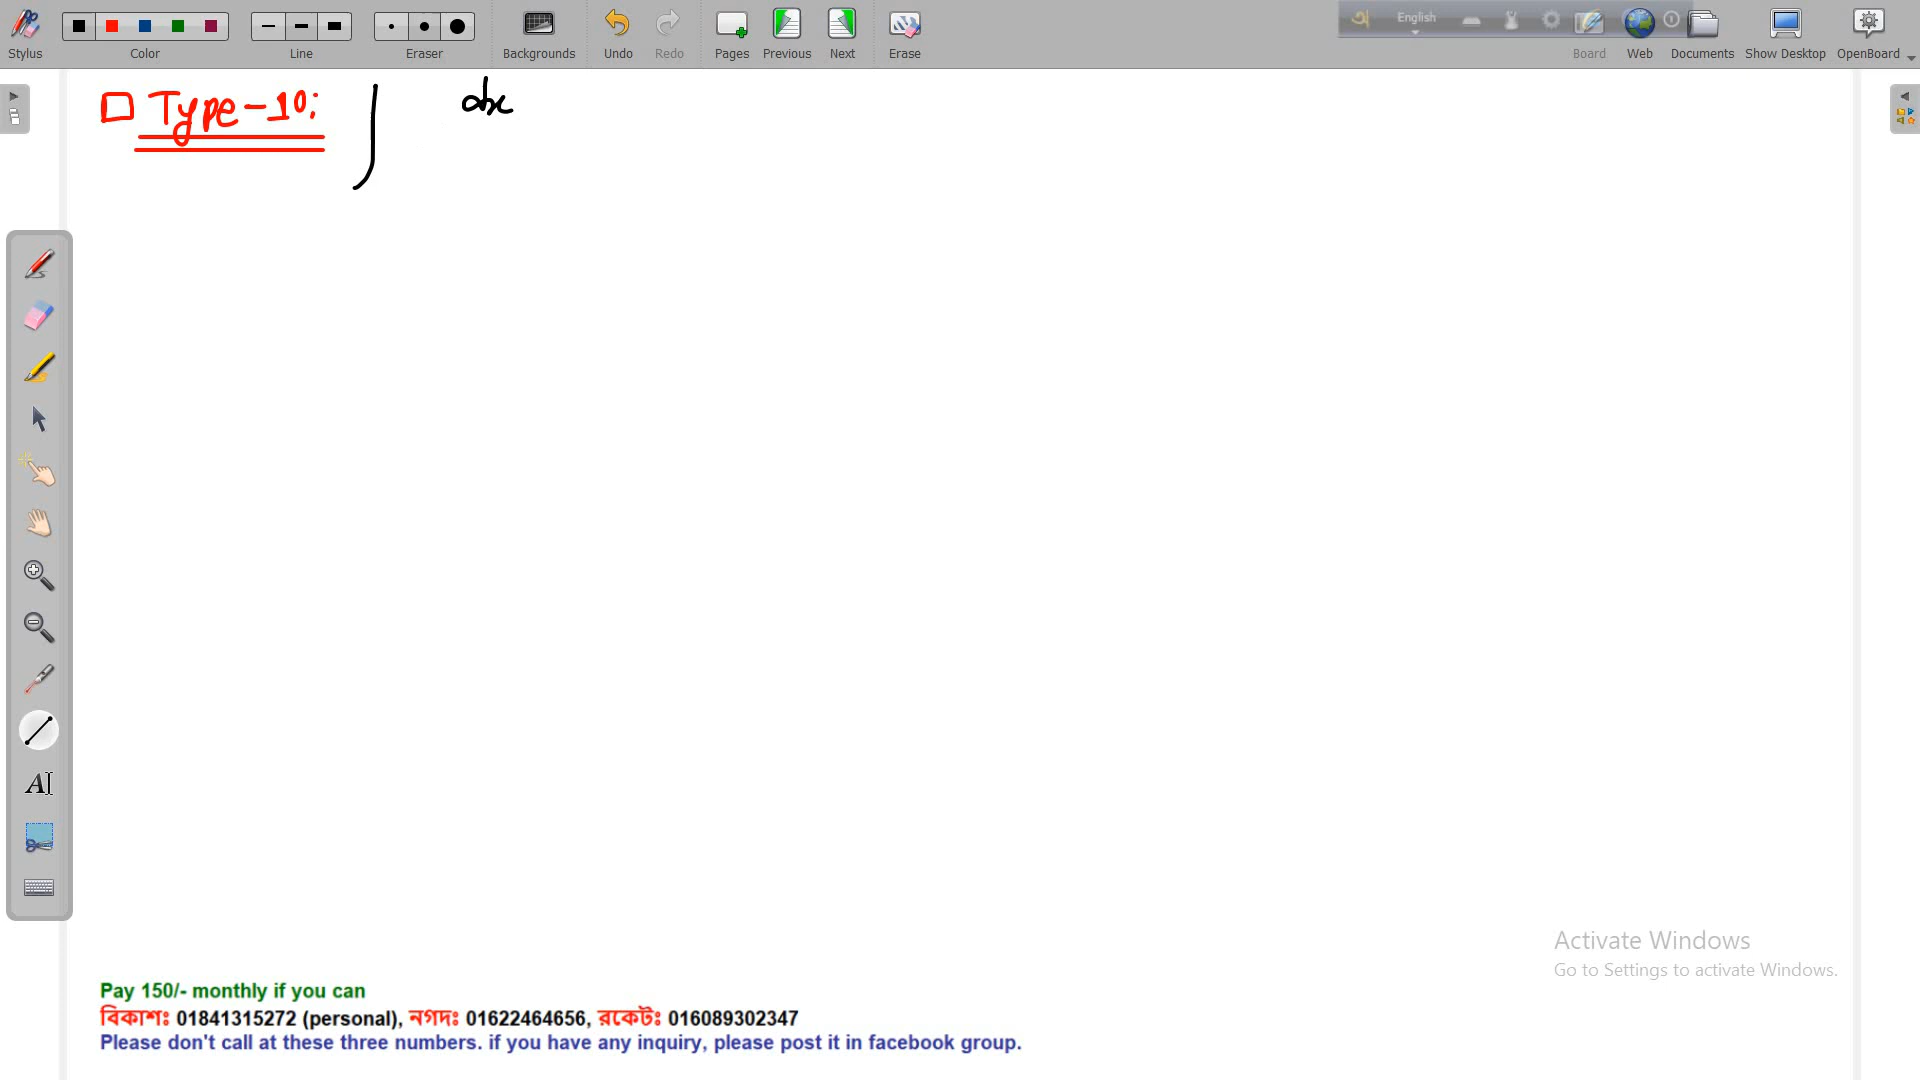 Stylus Color Line Eraser Backgrounds Undo Redo Pages Previous Next Erase Board Web Documents Show Desktop OpenBoard
অ English
□ Type-10: ∫ dx
AI
Activate Windows
Go to Settings to activate Windows.
Pay 150/- monthly if you can
বিকাশঃ 01841315272 (personal), নগদঃ 01622464656, রকেটঃ 016089302347
Please don't call at these three numbers. if you have any inquiry, please post it in facebook group.